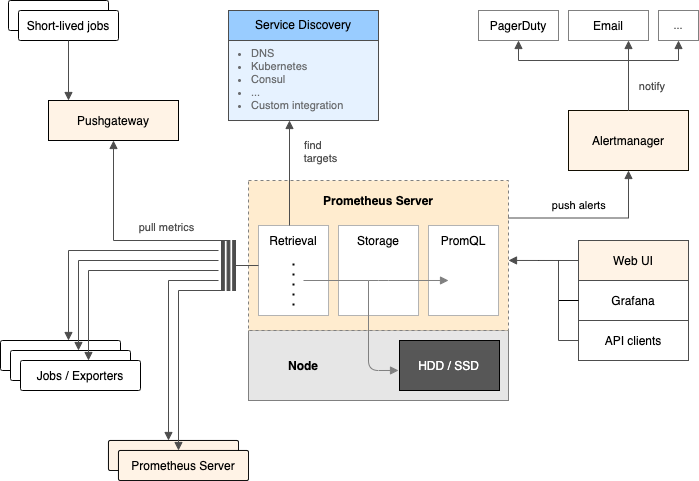 Short-lived jobs
Pushgateway
Service Discovery
• DNS
• Kubernetes
• Consul
• ...
• Custom integration
find
targets
PagerDuty
Email
...
notify
Alertmanager
push alerts
pull metrics
Prometheus Server
Retrieval
Storage
PromQL
Web UI
Grafana
API clients
Node
HDD / SSD
Jobs / Exporters
Prometheus Server